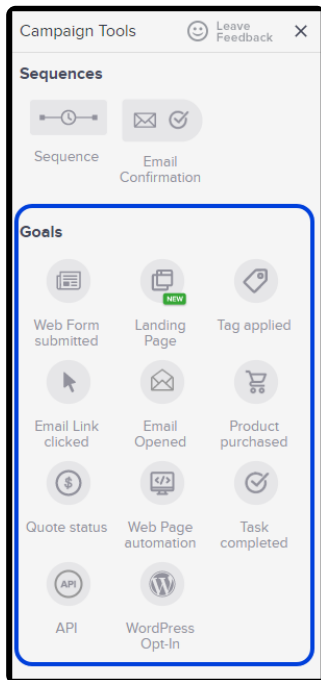 Campaign Tools
Leave
Feedback
Sequences
Sequence
Email
Confirmation
Goals
NEW
Web Form
submitted
Landing
Page
Tag applied
Email Link
clicked
Email
Opened
Product
purchased
$
</>
Quote status
Web Page
automation
Task
completed
API
API
WordPress
Opt-In